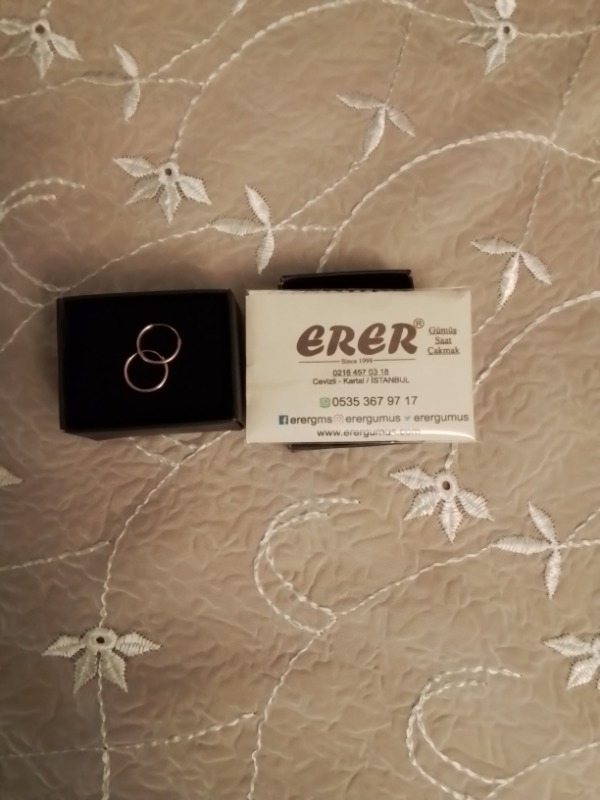 ERER®
Gümüş
Saat
Çakmak
Since 1999
0216 457 03 18
Cevizli - Kartal / İSTANBUL
0535 367 97 17
erergms erergumus erergumus
www.erergumus.com